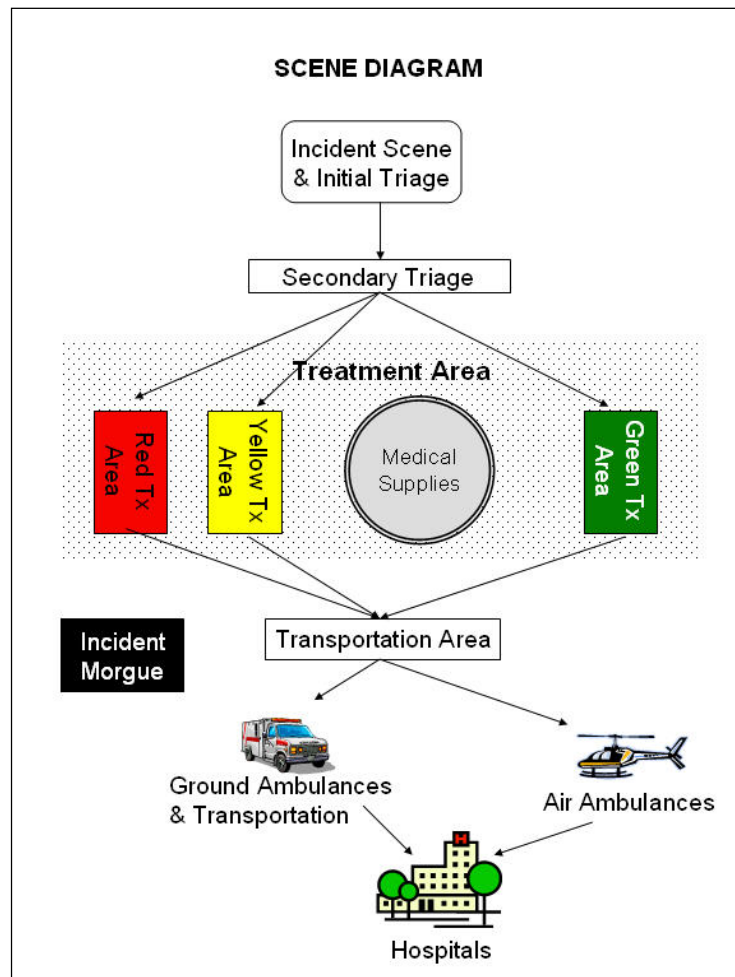 SCENE DIAGRAM
Incident Scene
& Initial Triage
Secondary Triage
Treatment Area
Red Tx
Area
Yellow Tx
Area
Medical
Supplies
Green Tx
Area
Incident
Morgue
Transportation Area
Ground Ambulances
& Transportation
Air Ambulances
H
Hospitals